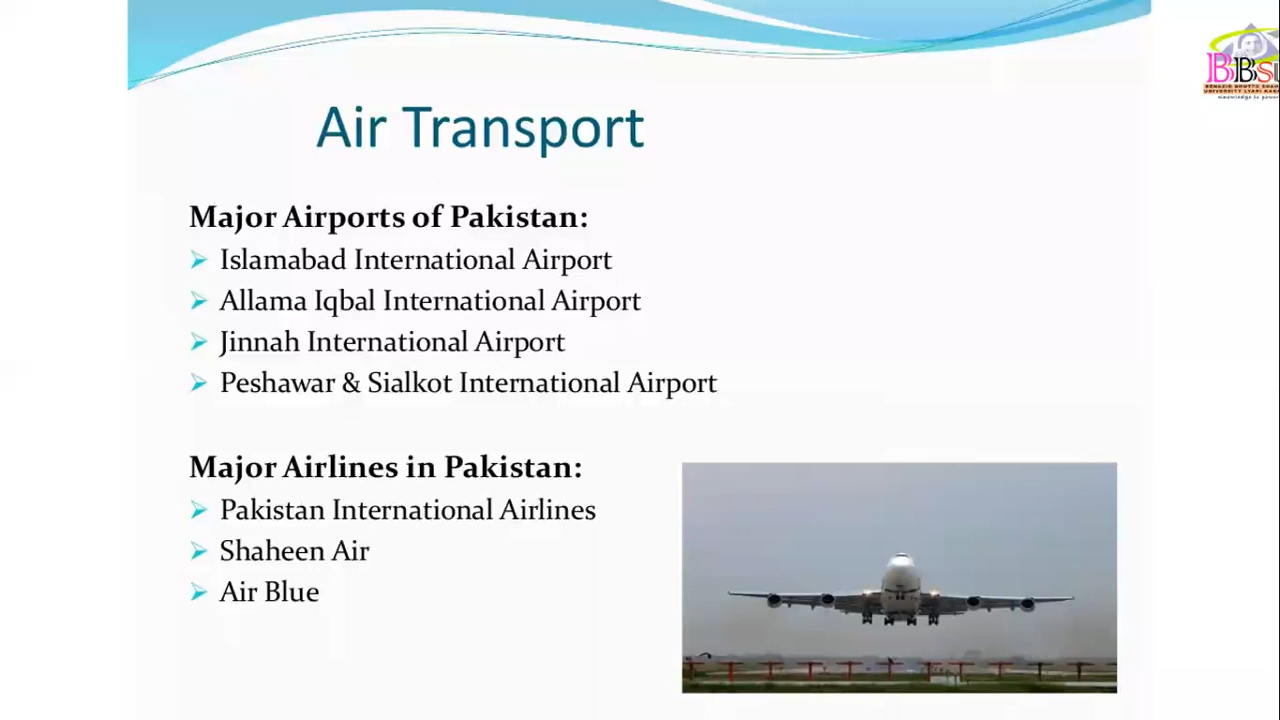 Air Transport
Major Airports of Pakistan:
Islamabad International Airport
Allama Iqbal International Airport
Jinnah International Airport
Peshawar & Sialkot International Airport
Major Airlines in Pakistan:
Pakistan International Airlines
Shaheen Air
Air Blue